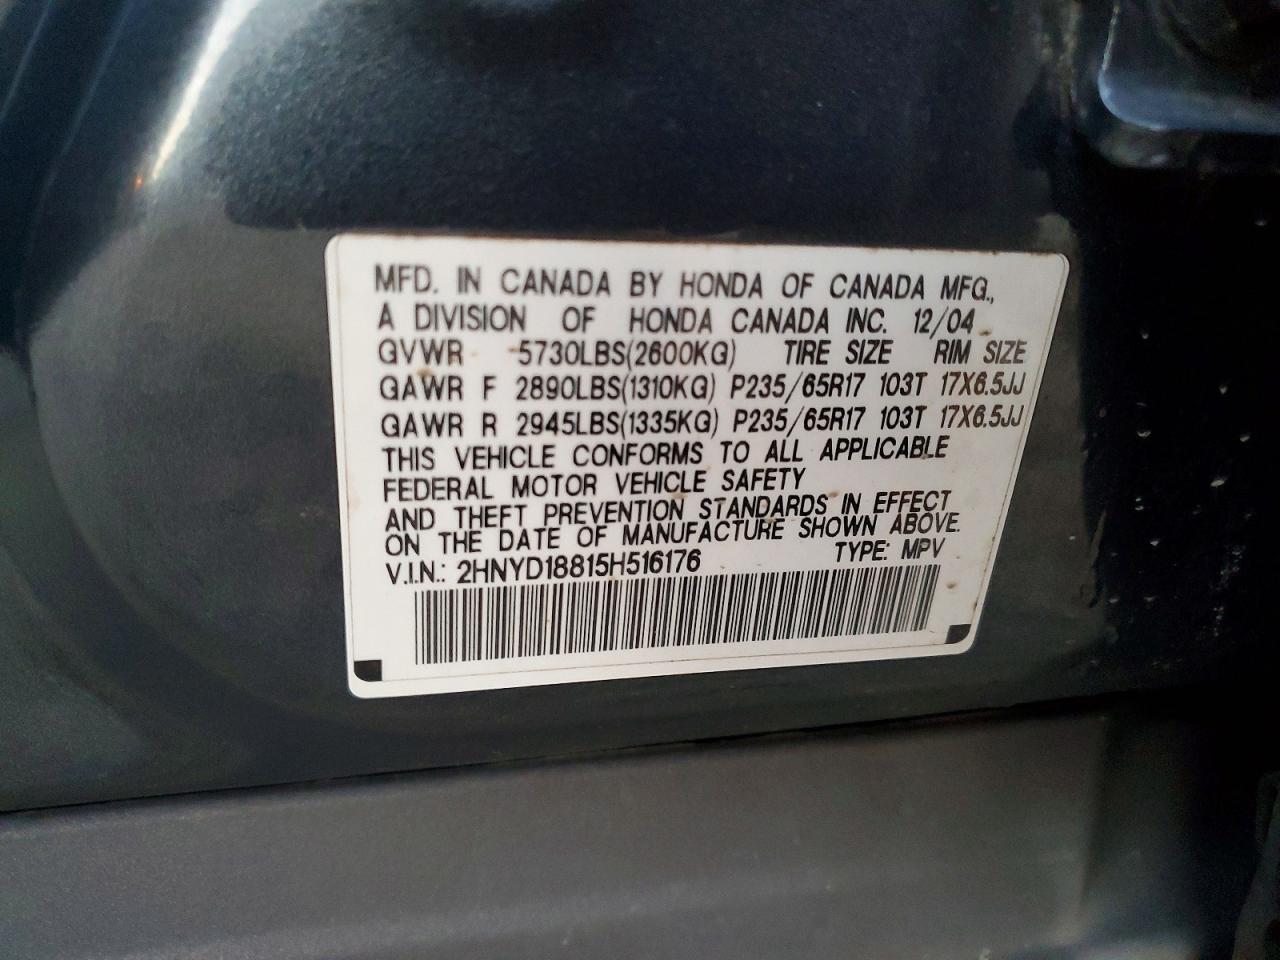 MFD. IN CANADA BY HONDA OF CANADA MFG.,
A DIVISION OF HONDA CANADA INC. 12/04
GVWR 5730LBS(2600KG) TIRE SIZE RIM SIZE
GAWR F 2890LBS(1310KG) P235/65R17 103T 17X6.5JJ
GAWR R 2945LBS(1335KG) P235/65R17 103T 17X6.5JJ
THIS VEHICLE CONFORMS TO ALL APPLICABLE
FEDERAL MOTOR VEHICLE SAFETY
AND THEFT PREVENTION STANDARDS IN EFFECT
ON THE DATE OF MANUFACTURE SHOWN ABOVE.
V.I.N.: 2HNYD18815H516176 TYPE: MPV